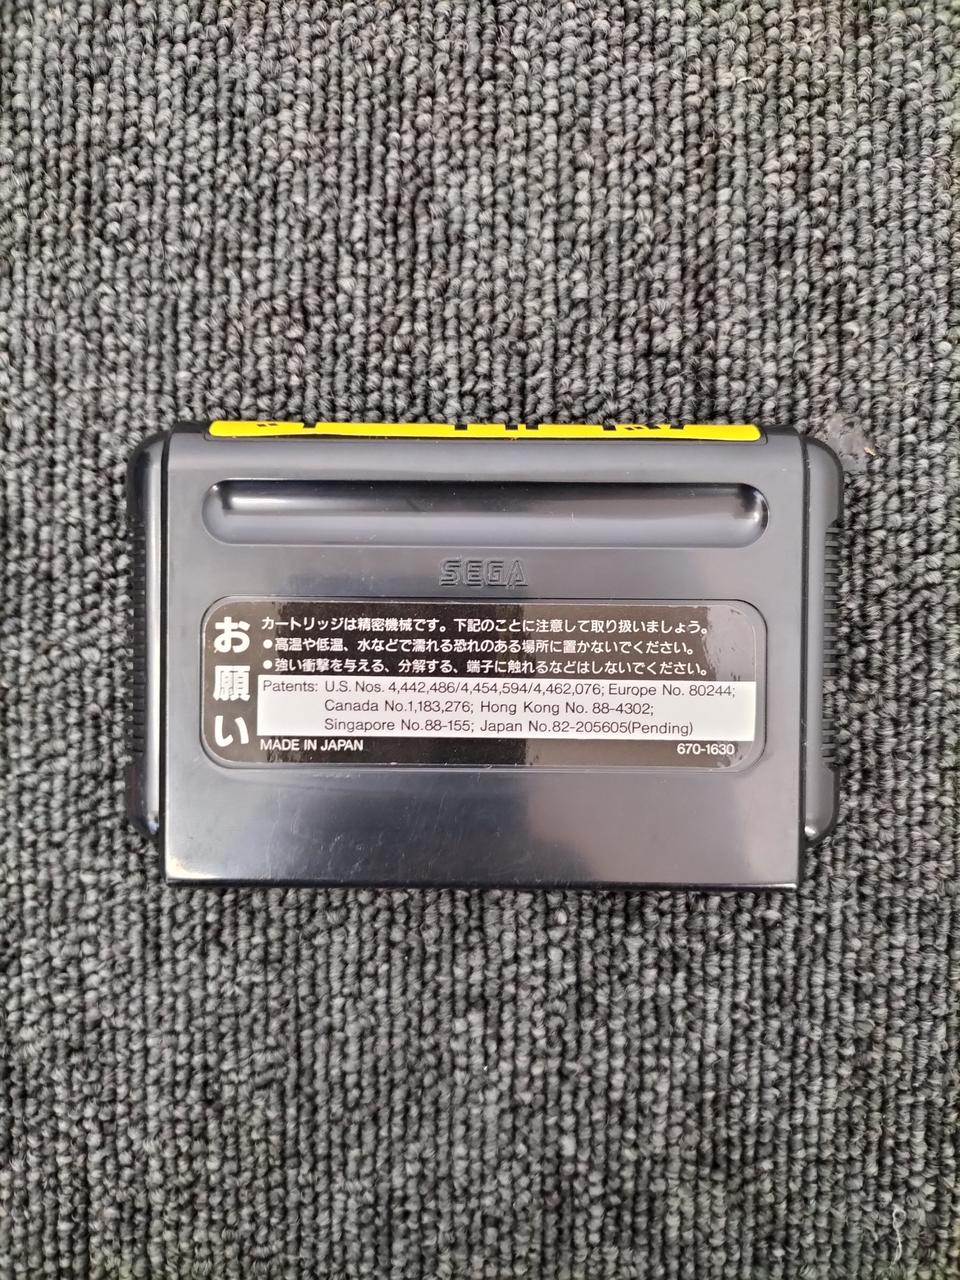 SEGA
お願い
カートリッジは精密機械です。下記のことに注意して取り扱いましょう。
●高温や低温、水などで濡れる恐れのある場所に置かないでください。
●強い衝撃を与える、分解する、端子に触れるなどはしないでください。
Patents: U.S. Nos. 4,442,486/4,454,594/4,462,076; Europe No. 80244;
Canada No.1,183,276; Hong Kong No. 88-4302;
Singapore No.88-155; Japan No.82-205605(Pending)
MADE IN JAPAN 670-1630